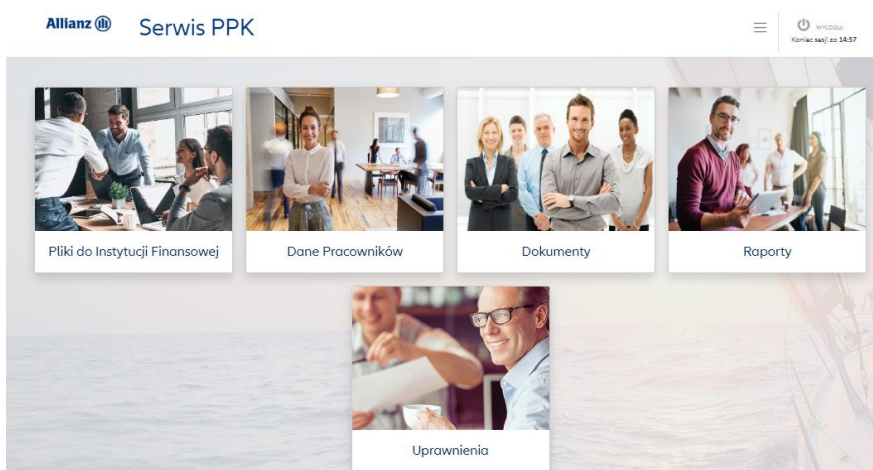 Allianz
Serwis PPK
WYLOGUJ
Koniec sesji za 14:57
Pliki do Instytucji Finansowej
Dane Pracowników
Dokumenty
Raporty
Uprawnienia